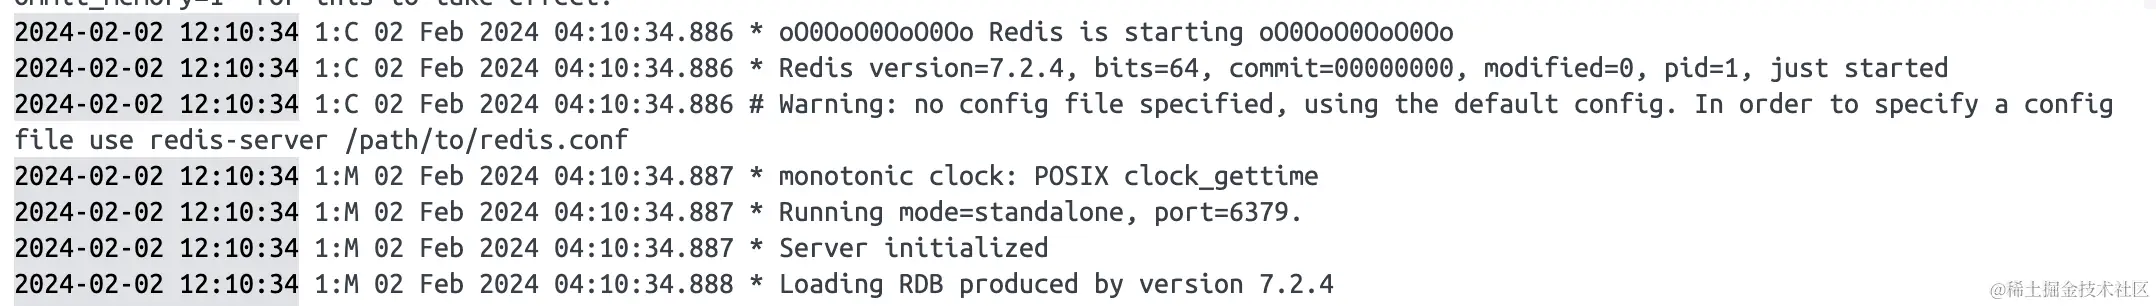 2024-02-02 12:10:34 1:C 02 Feb 2024 04:10:34.886 * oO0OoO0OoO0Oo Redis is starting oO0OoO0OoO0Oo
2024-02-02 12:10:34 1:C 02 Feb 2024 04:10:34.886 * Redis version=7.2.4, bits=64, commit=00000000, modified=0, pid=1, just started
2024-02-02 12:10:34 1:C 02 Feb 2024 04:10:34.886 # Warning: no config file specified, using the default config. In order to specify a config
file use redis-server /path/to/redis.conf
2024-02-02 12:10:34 1:M 02 Feb 2024 04:10:34.887 * monotonic clock: POSIX clock_gettime
2024-02-02 12:10:34 1:M 02 Feb 2024 04:10:34.887 * Running mode=standalone, port=6379.
2024-02-02 12:10:34 1:M 02 Feb 2024 04:10:34.887 * Server initialized
2024-02-02 12:10:34 1:M 02 Feb 2024 04:10:34.888 * Loading RDB produced by version 7.2.4
@稀土掘金技术社区